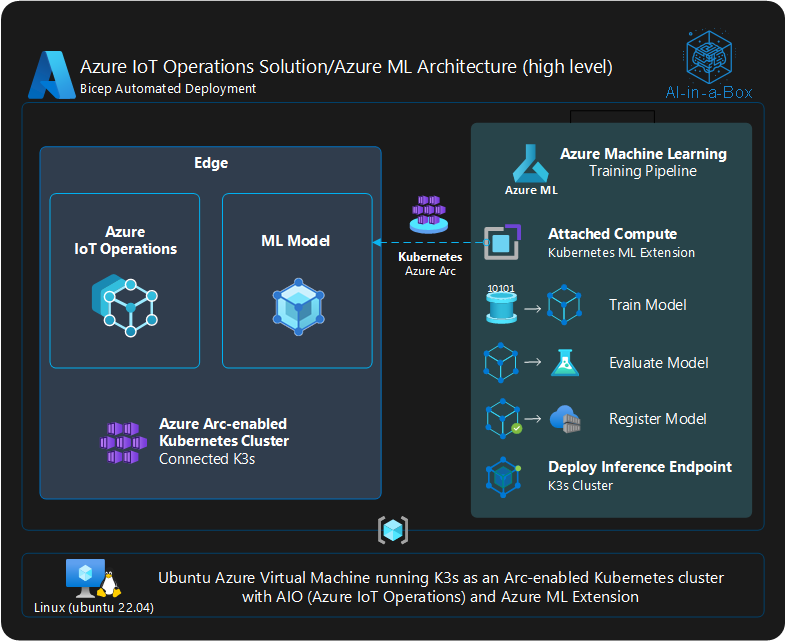 Azure IoT Operations Solution/Azure ML Architecture (high level)
Bicep Automated Deployment
AI-in-a-Box
Edge
Azure
IoT Operations
ML Model
Azure Arc-enabled
Kubernetes Cluster
Connected K3s
Kubernetes
Azure Arc
Azure ML
Azure Machine Learning
Training Pipeline
Attached Compute
Kubernetes ML Extension
10101
Train Model
Evaluate Model
Register Model
Deploy Inference Endpoint
K3s Cluster
Linux (ubuntu 22.04)
Ubuntu Azure Virtual Machine running K3s as an Arc-enabled Kubernetes cluster
with AIO (Azure IoT Operations) and Azure ML Extension